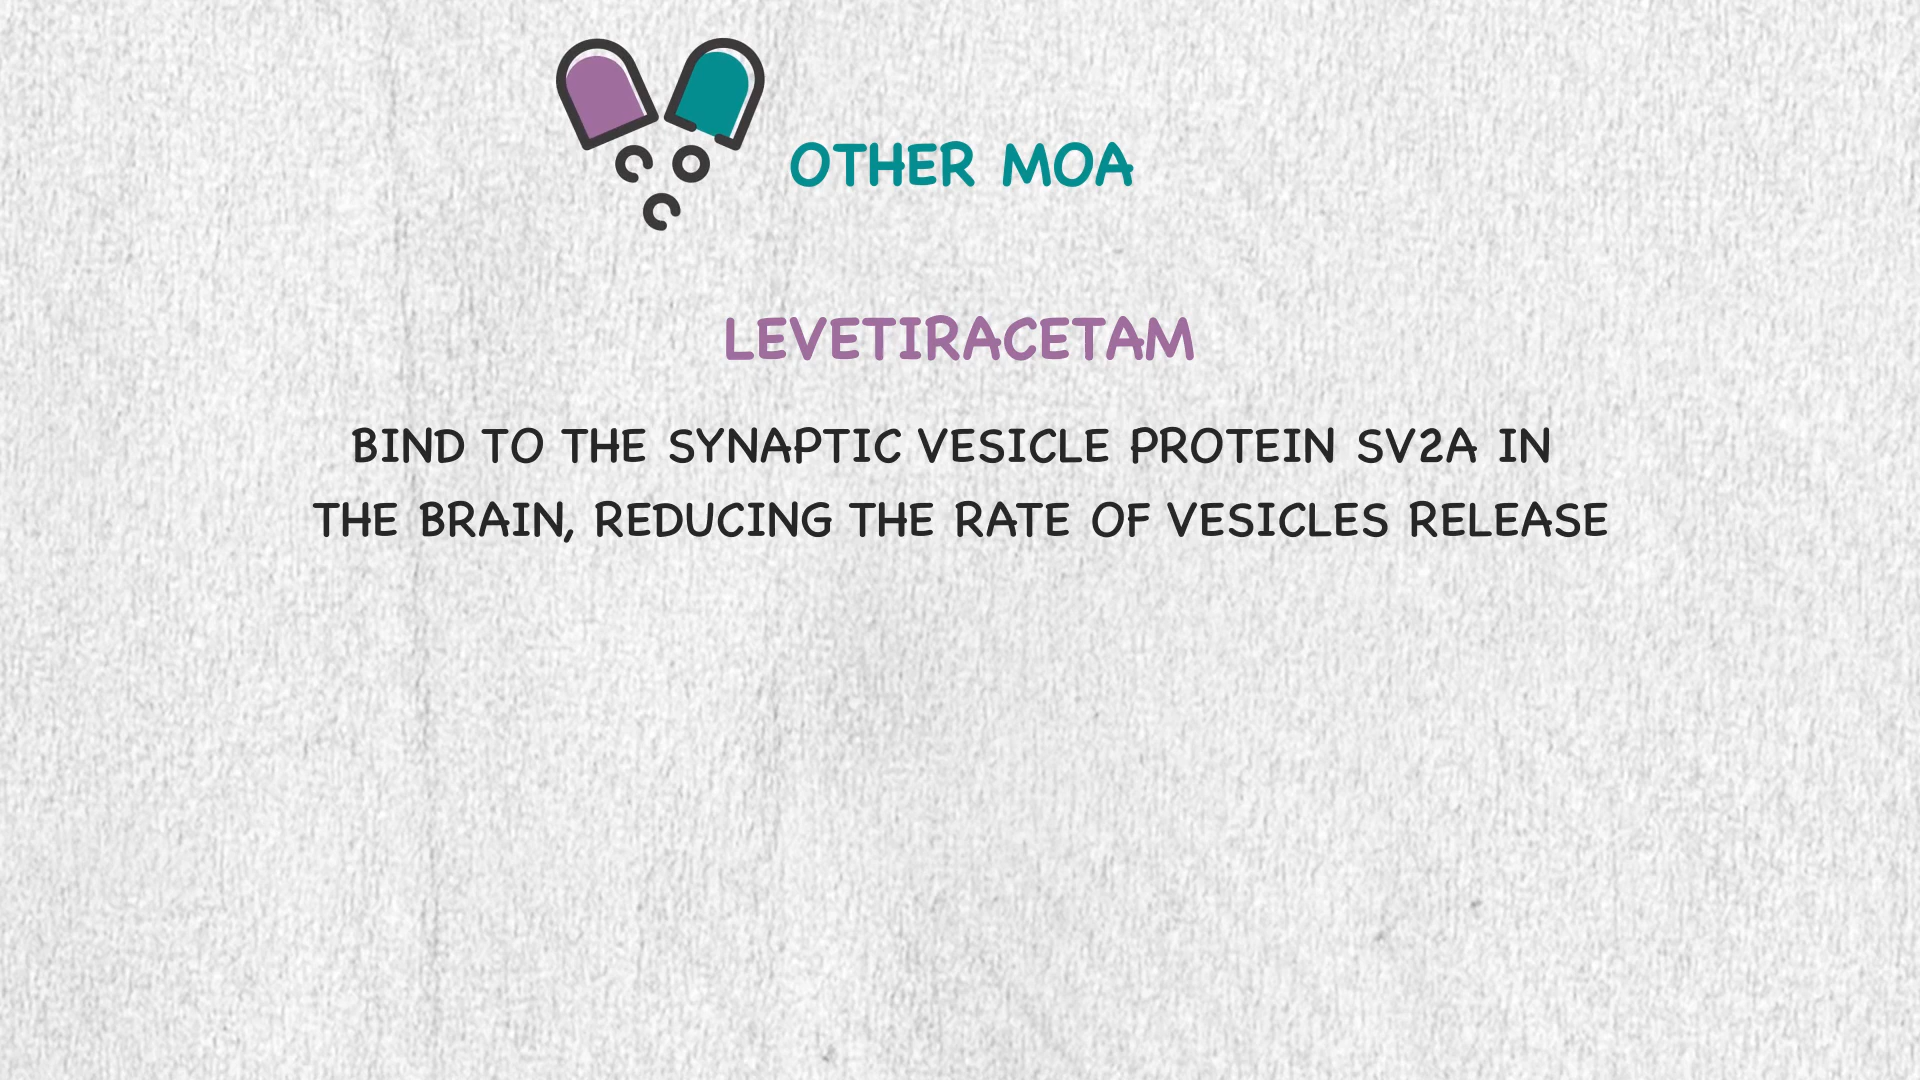 OTHER MOA
LEVETIRACETAM
BIND TO THE SYNAPTIC VESICLE PROTEIN SV2A IN
THE BRAIN, REDUCING THE RATE OF VESICLES RELEASE